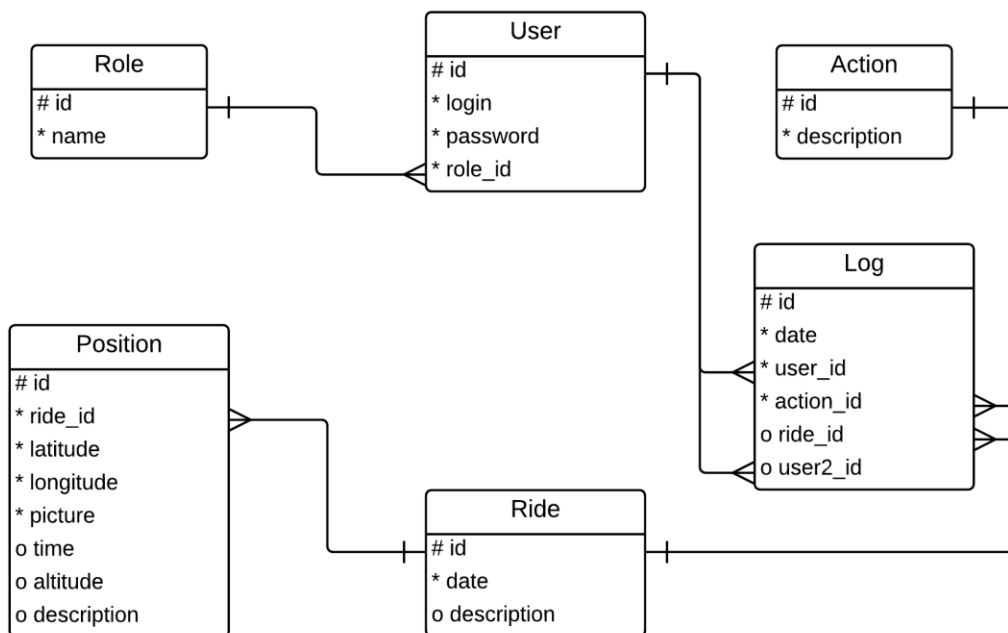 Role
# id
* name
User
# id
* login
* password
* role_id
Action
# id
* description
Log
# id
* date
* user_id
* action_id
o ride_id
o user2_id
Position
# id
* ride_id
* latitude
* longitude
* picture
o time
o altitude
o description
Ride
# id
* date
o description